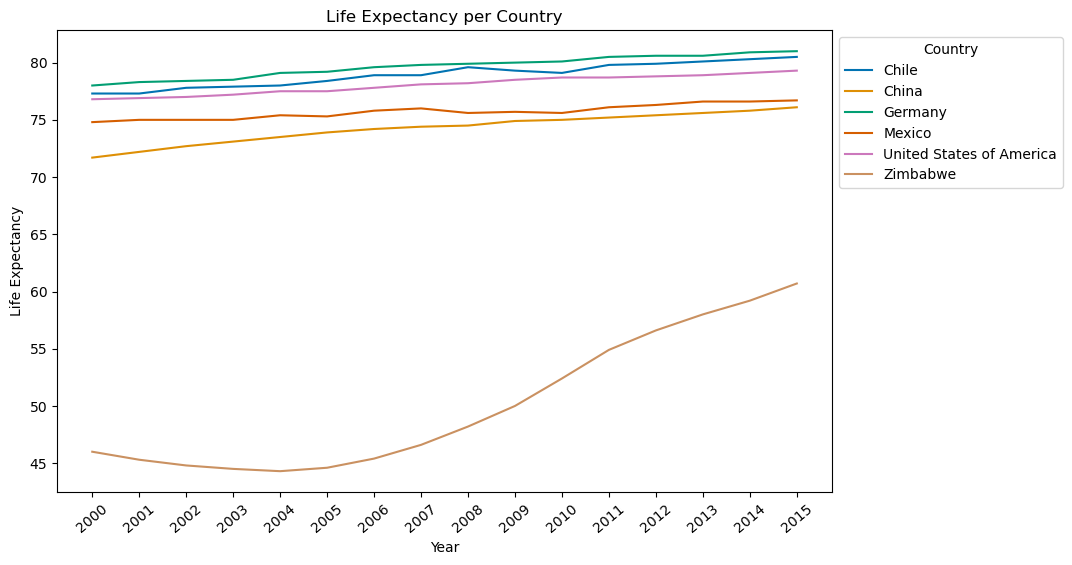 Life Expectancy per Country
Life Expectancy
80
75
70
65
60
55
50
45
2000
2001
2002
2003
2004
2005
2006
2007
2008
2009
2010
2011
2012
2013
2014
2015
Year
Country
Chile
China
Germany
Mexico
United States of America
Zimbabwe